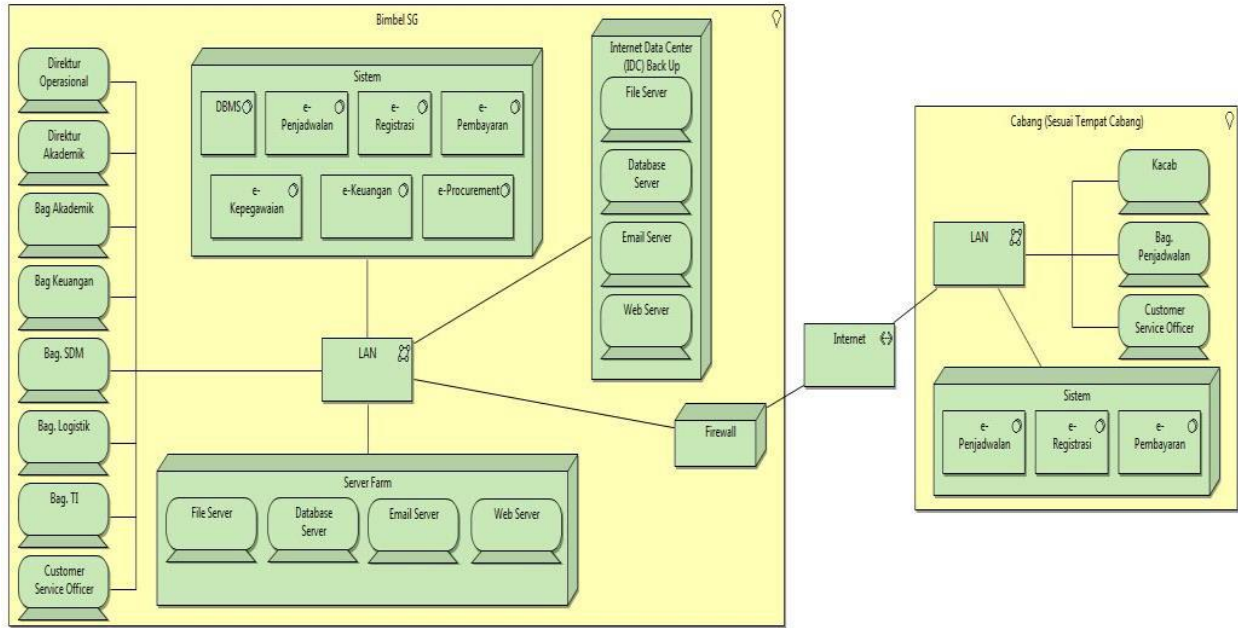 Bimbel SG
Direktur
Operasional
Direktur
Akademik
Bag Akademik
Bag Keuangan
Bag. SDM
Bag. Logistik
Bag. TI
Customer
Service Officer
Sistem
DBMS
e-
Penjadwalan
e-
Registrasi
e-
Pembayaran
e-
Kepegawaian
e-Keuangan
e-Procurement
LAN
Server Farm
File Server
Database
Server
Email Server
Web Server
Internet Data Center
(IDC) Back Up
File Server
Database
Server
Email Server
Web Server
Firewall
Internet
Cabang (Sesuai Tempat Cabang)
LAN
Kacab
Bag.
Penjadwalan
Customer
Service Officer
Sistem
e-
Penjadwalan
e-
Registrasi
e-
Pembayaran